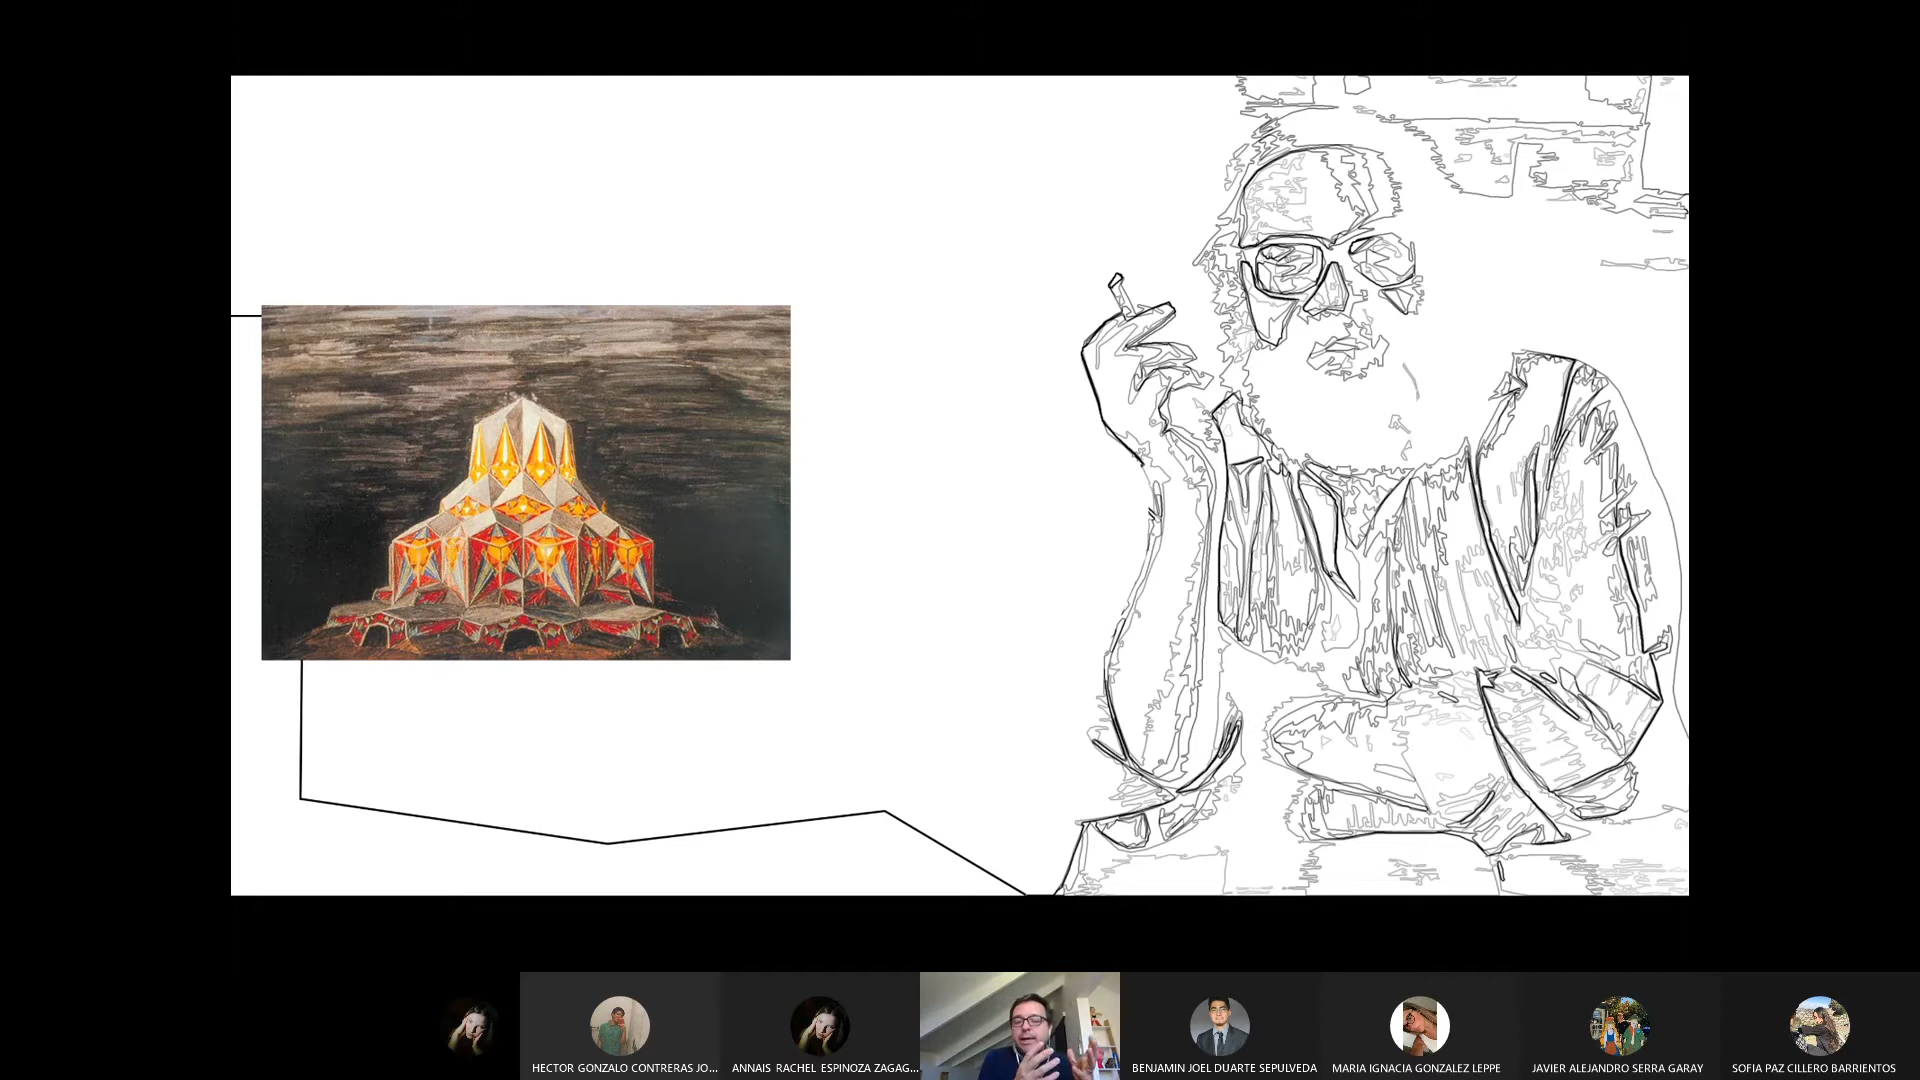 HECTOR GONZALO CONTRERAS JO...
ANNAIS RACHEL ESPINOZA ZAGAG...
BENJAMIN JOEL DUARTE SEPULVEDA
MARIA IGNACIA GONZALEZ LEPPE
JAVIER ALEJANDRO SERRA GARAY
SOFIA PAZ CILLERO BARRIENTOS